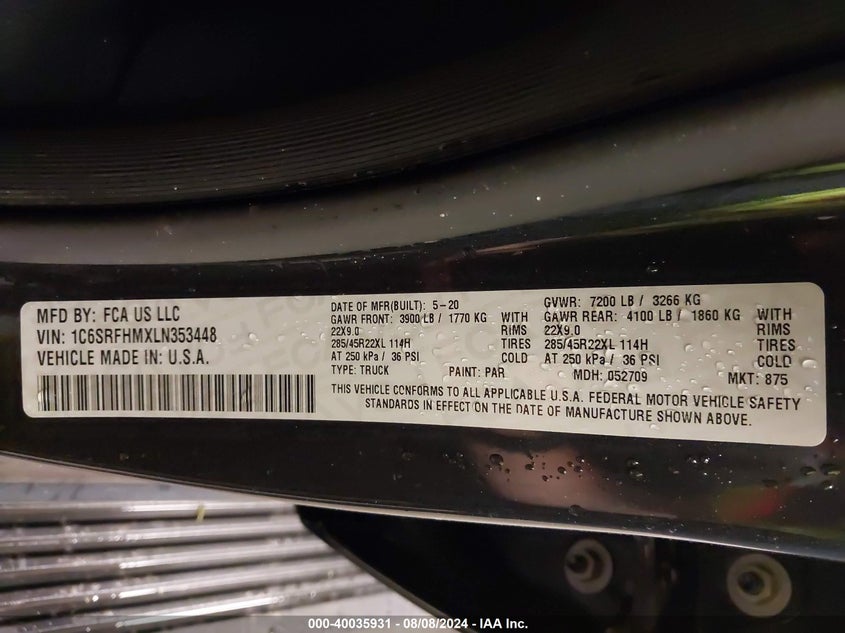 MFD BY: FCA US LLC
VIN: 1C6SRFHMXLN353448
VEHICLE MADE IN: U.S.A.
DATE OF MFR(BUILT): 5-20 GVWR: 7200 LB / 3266 KG
GAWR FRONT: 3900 LB / 1770 KG WITH GAWR REAR: 4100 LB / 1860 KG WITH
22X9.0 RIMS 22X9.0 RIMS
285/45R22XL 114H TIRES 285/45R22XL 114H TIRES
AT 250 kPa / 36 PSI COLD AT 250 kPa / 36 PSI COLD
TYPE: TRUCK PAINT: PAR MDH: 052709 MKT: 875
THIS VEHICLE CONFORMS TO ALL APPLICABLE U.S.A. FEDERAL MOTOR VEHICLE SAFETY
STANDARDS IN EFFECT ON THE DATE OF MANUFACTURE SHOWN ABOVE.
000-40035931 - 08/08/2024 - IAA Inc.